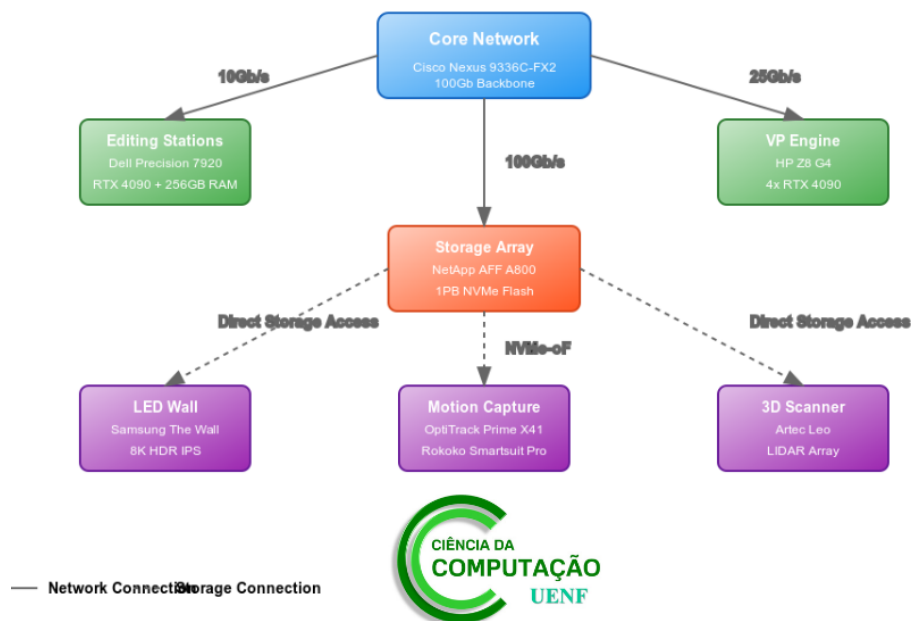 Core Network
Cisco Nexus 9336C-FX2
100Gb Backbone
10Gb/s
25Gb/s
Editing Stations
Dell Precision 7920
RTX 4090 + 256GB RAM
VP Engine
HP Z8 G4
4x RTX 4090
100Gb/s
Storage Array
NetApp AFF A800
1PB NVMe Flash
Direct Storage Access
Direct Storage Access
NVMe-oF
LED Wall
Samsung The Wall
8K HDR IPS
Motion Capture
OptiTrack Prime X41
Rokoko Smartsuit Pro
3D Scanner
Artec Leo
LIDAR Array
CIÊNCIA DA
COMPUTAÇÃO
UENF
Network Connection
Storage Connection